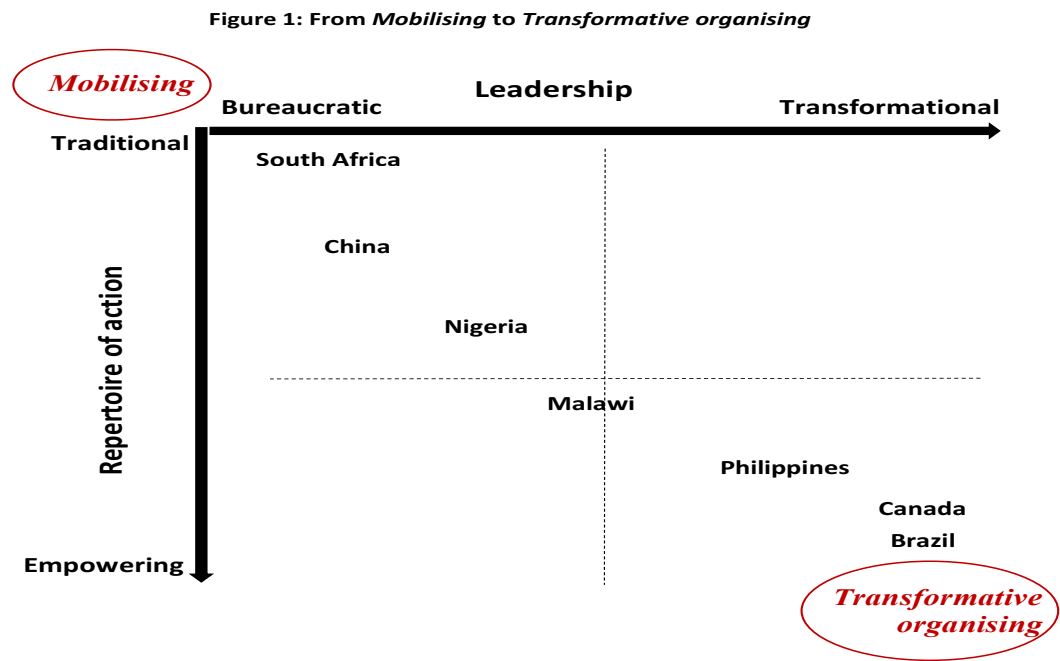 Figure 1: From Mobilising to Transformative organising
Mobilising
Leadership
Bureaucratic
Transformational
Traditional
South Africa
China
Repertoire of action
Nigeria
Malawi
Philippines
Canada
Brazil
Empowering
Transformative
organising